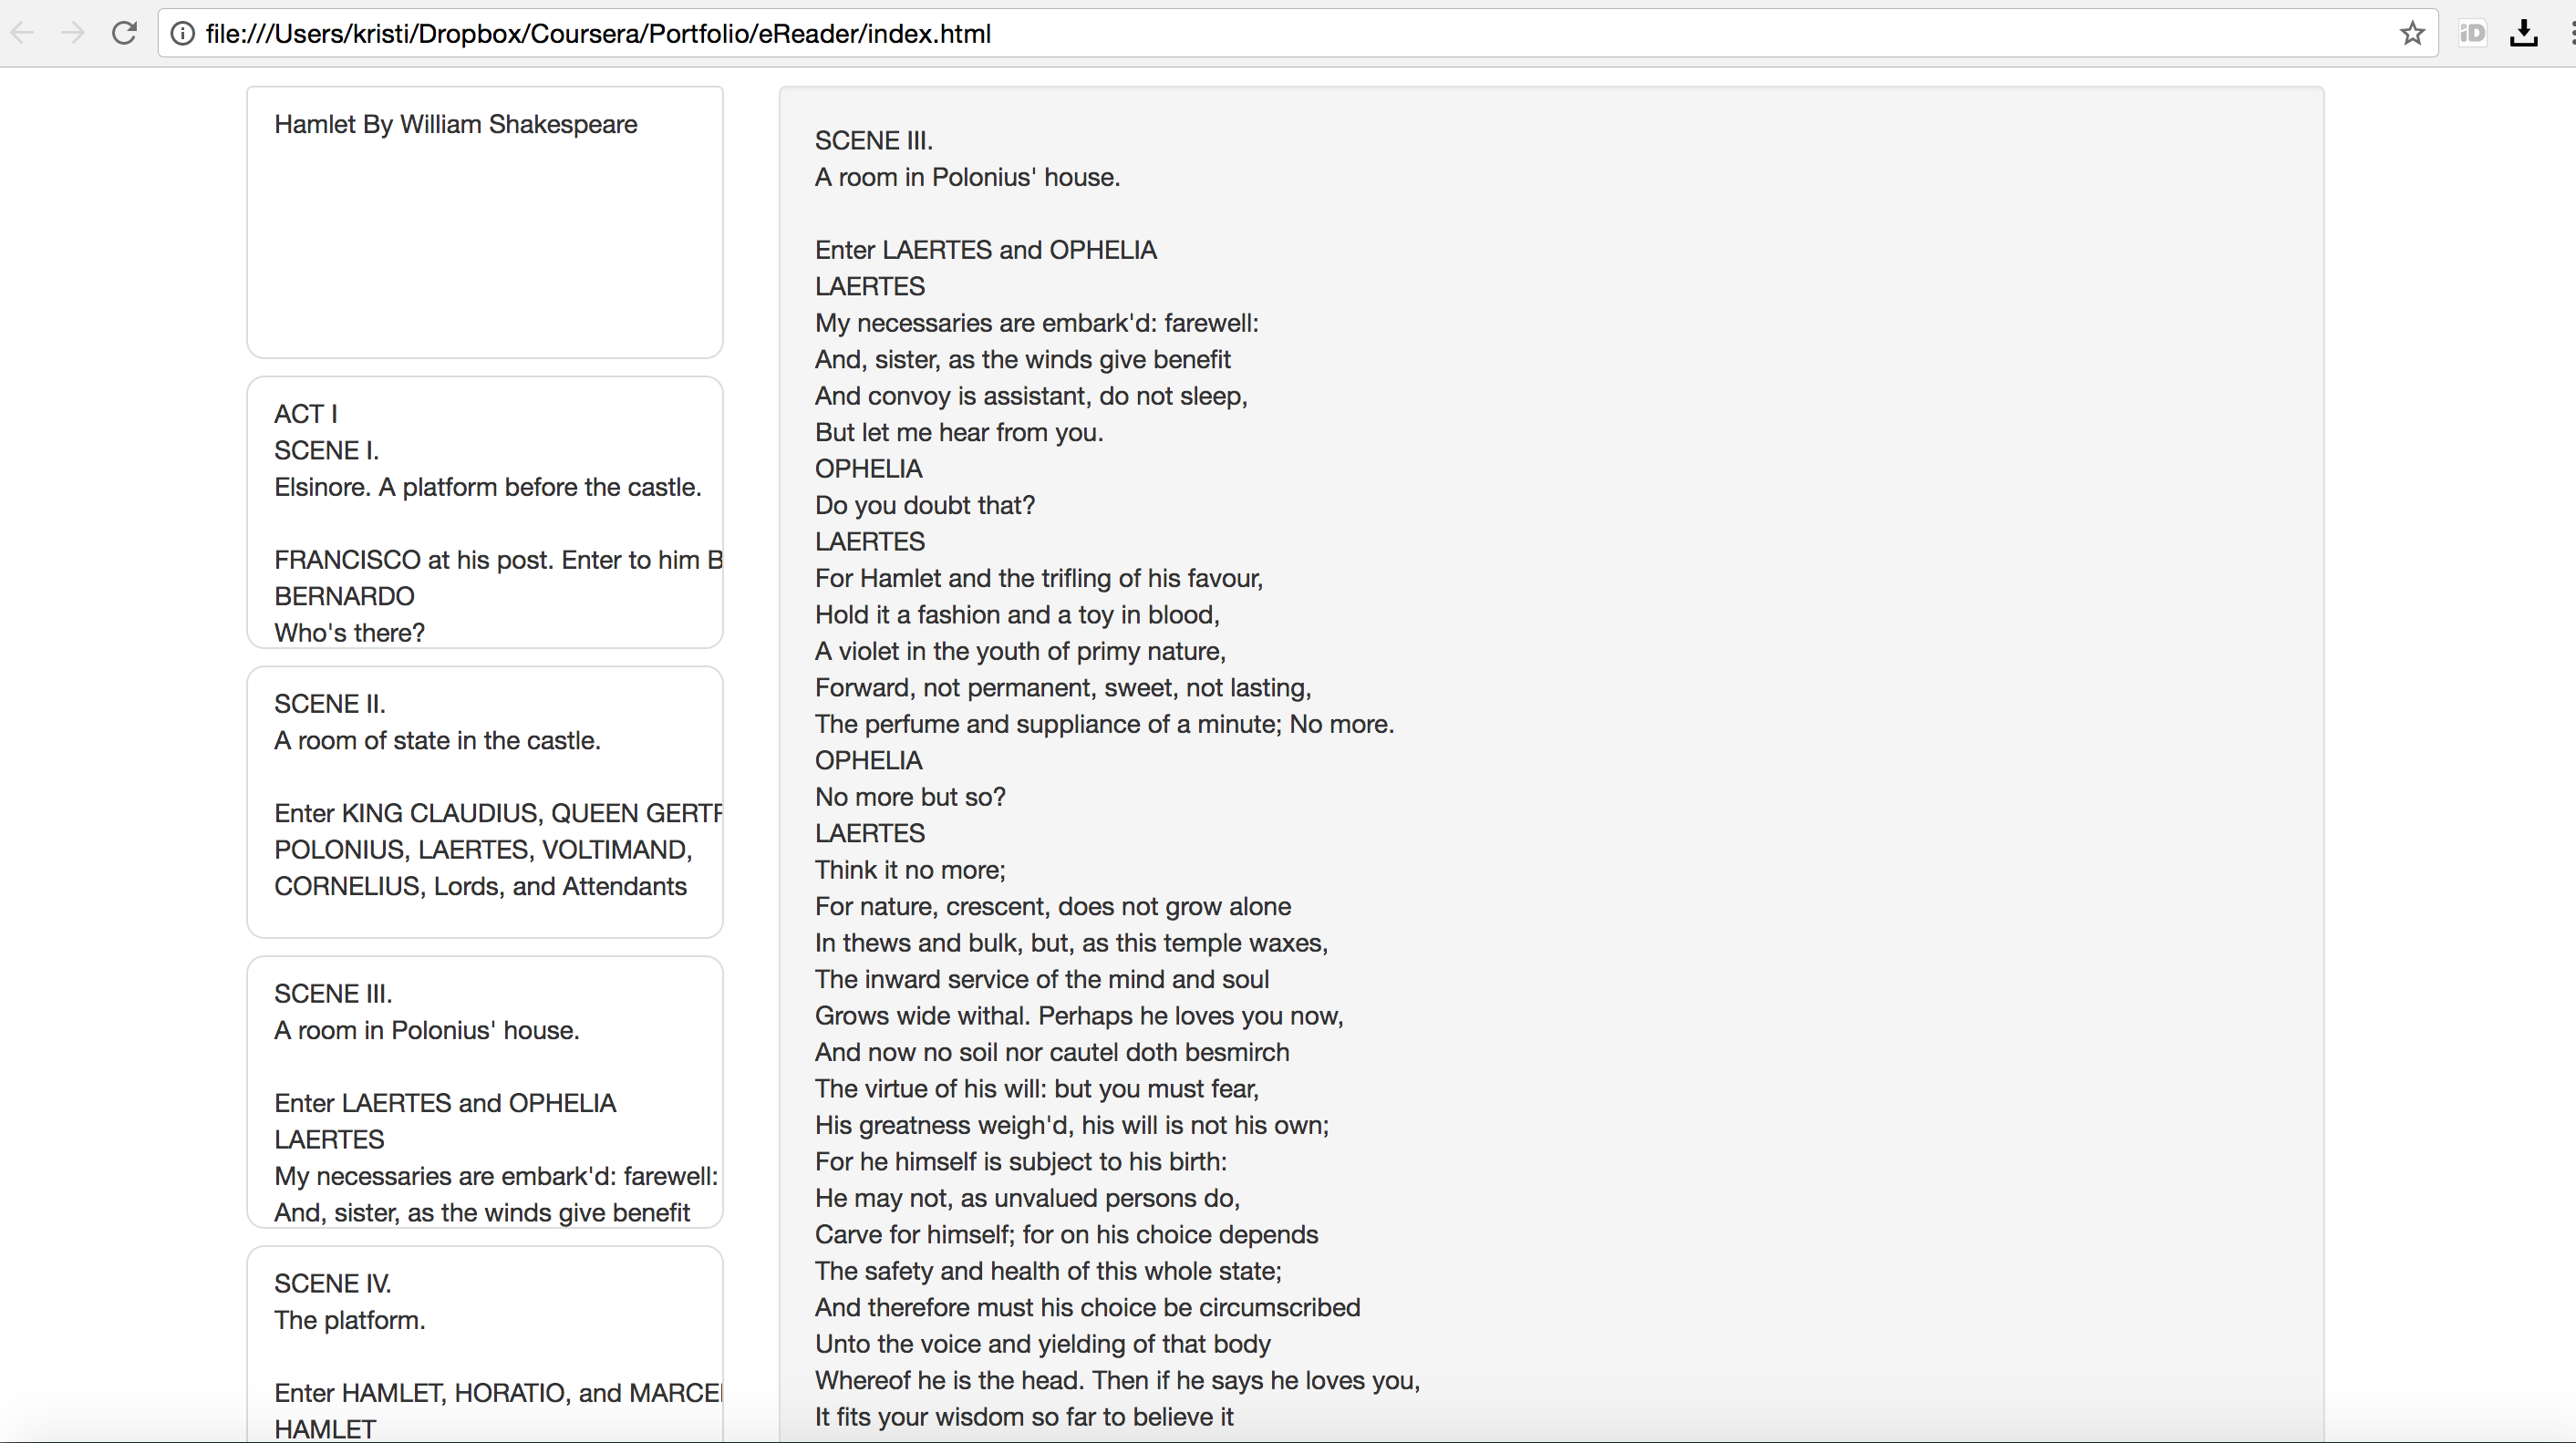 file:///Users/kristi/Dropbox/Coursera/Portfolio/eReader/index.html
iD
Hamlet By William Shakespeare
ACT I
SCENE I.
Elsinore. A platform before the castle.
FRANCISCO at his post. Enter to him B
BERNARDO
Who's there?
SCENE II.
A room of state in the castle.
Enter KING CLAUDIUS, QUEEN GERTR
POLONIUS, LAERTES, VOLTIMAND,
CORNELIUS, Lords, and Attendants
SCENE III.
A room in Polonius' house.
Enter LAERTES and OPHELIA
LAERTES
My necessaries are embark'd: farewell:
And, sister, as the winds give benefit
SCENE IV.
The platform.
Enter HAMLET, HORATIO, and MARCEL
HAMLET
SCENE III.
A room in Polonius' house.
Enter LAERTES and OPHELIA
LAERTES
My necessaries are embark'd: farewell:
And, sister, as the winds give benefit
And convoy is assistant, do not sleep,
But let me hear from you.
OPHELIA
Do you doubt that?
LAERTES
For Hamlet and the trifling of his favour,
Hold it a fashion and a toy in blood,
A violet in the youth of primy nature,
Forward, not permanent, sweet, not lasting,
The perfume and suppliance of a minute; No more.
OPHELIA
No more but so?
LAERTES
Think it no more;
For nature, crescent, does not grow alone
In thews and bulk, but, as this temple waxes,
The inward service of the mind and soul
Grows wide withal. Perhaps he loves you now,
And now no soil nor cautel doth besmirch
The virtue of his will: but you must fear,
His greatness weigh'd, his will is not his own;
For he himself is subject to his birth:
He may not, as unvalued persons do,
Carve for himself; for on his choice depends
The safety and health of this whole state;
And therefore must his choice be circumscribed
Unto the voice and yielding of that body
Whereof he is the head. Then if he says he loves you,
It fits your wisdom so far to believe it